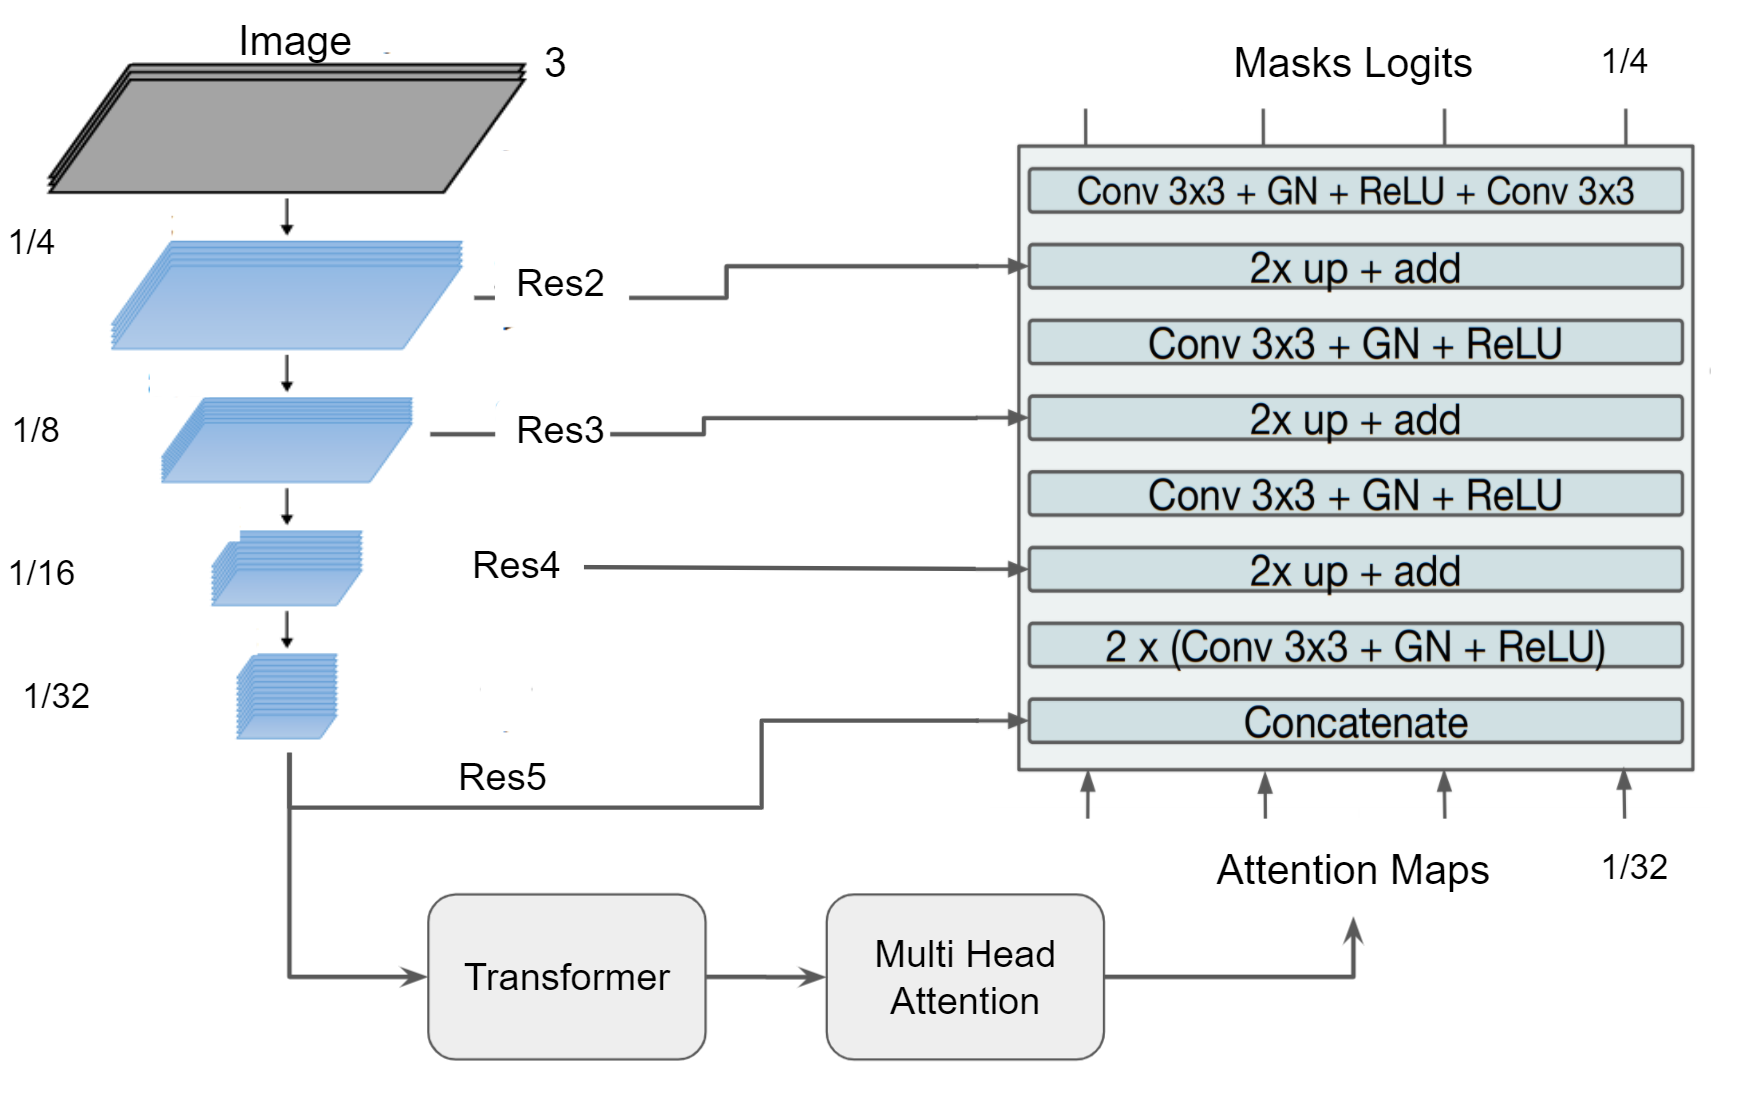 Image
3
1/4
1/8
1/16
1/32
Res2
Res3
Res4
Res5
Transformer
Multi Head
Attention
Masks Logits
1/4
Conv 3x3 + GN + ReLU + Conv 3x3
2x up + add
Conv 3x3 + GN + ReLU
2x up + add
Conv 3x3 + GN + ReLU
2x up + add
2 x (Conv 3x3 + GN + ReLU)
Concatenate
Attention Maps
1/32